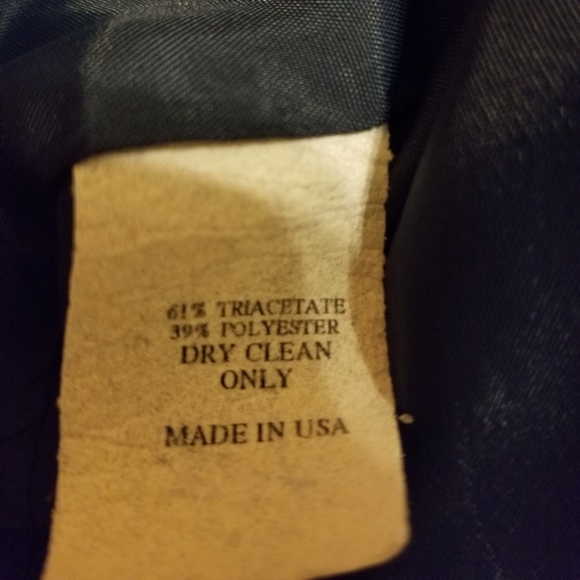 61% TRIACETATE
39% POLYESTER
DRY CLEAN
ONLY
MADE IN USA